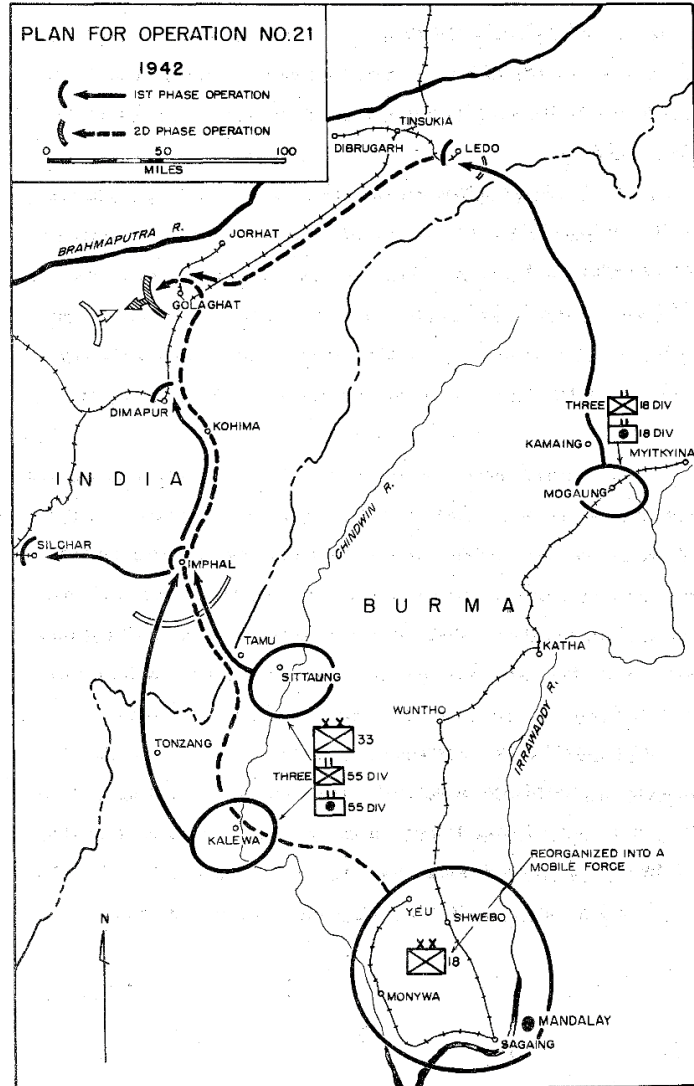 PLAN FOR OPERATION NO.21
1942
1ST PHASE OPERATION
2D PHASE OPERATION
0 50 100
MILES
TINSUKIA
DIBRUGARH
LEDO
BRAHMAPUTRA R.
JORHAT
GOLAGHAT
DIMAPUR
KOHIMA
THREE 18 DIV
18 DIV
KAMAING
MYITKYINA
MOGAUNG
INDIA
CHINDWIN R.
SILCHAR
IMPHAL
BURMA
TAMU
SITTAUNG
KATHA
WUNTHO
IRRAWADDY R.
TONZANG
33
THREE 55 DIV
55 DIV
KALEWA
REORGANIZED INTO A
MOBILE FORCE
YEU
SHWEBO
18
N
MONYWA
MANDALAY
SAGAING